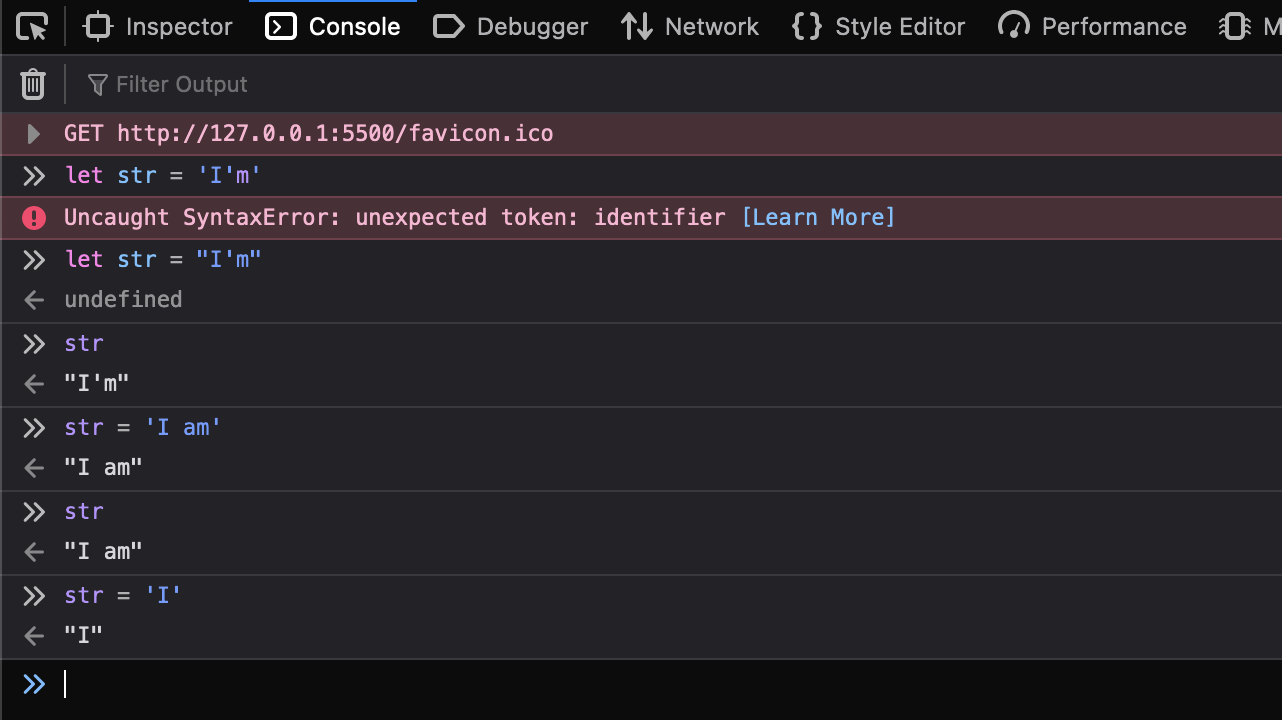 Inspector Console Debugger Network Style Editor Performance M
Filter Output
GET http://127.0.0.1:5500/favicon.ico
let str = 'I'm'
Uncaught SyntaxError: unexpected token: identifier [Learn More]
let str = "I'm"
undefined
str
"I'm"
str = 'I am'
"I am"
str
"I am"
str = 'I'
"I"